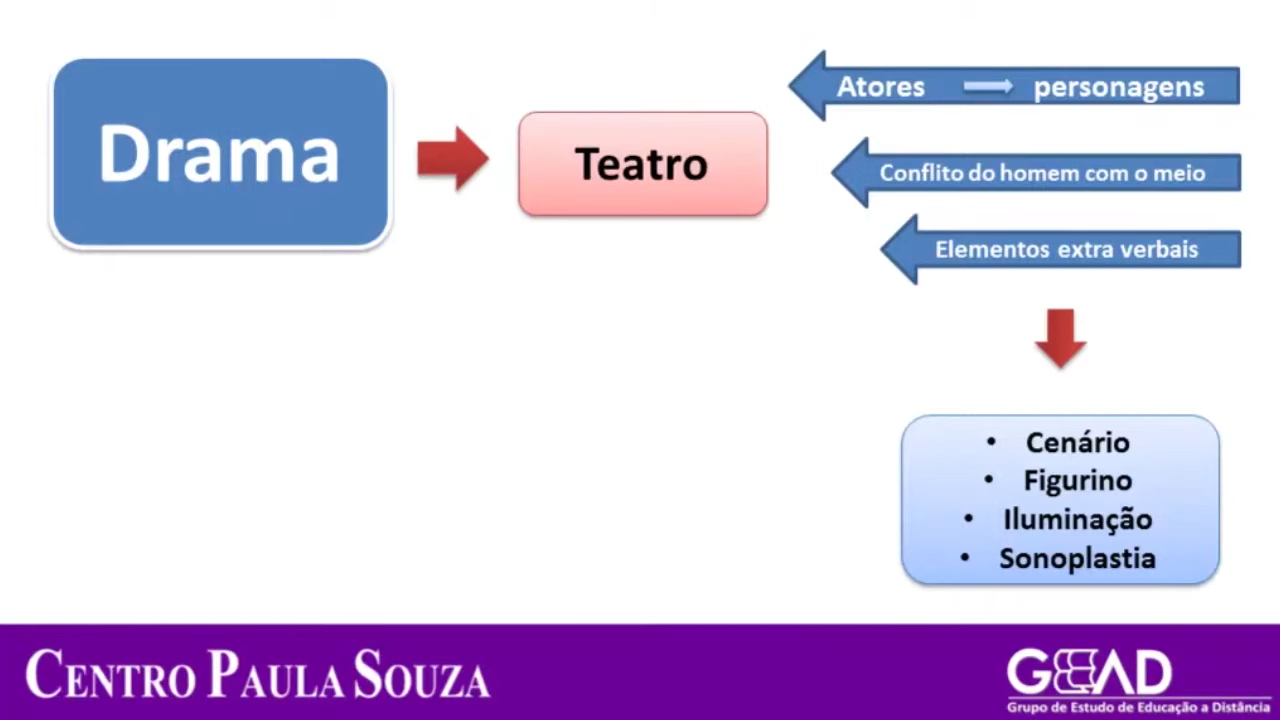 Drama
Teatro
Atores personagens
Conflito do homem com o meio
Elementos extra verbais
• Cenário
• Figurino
• Iluminação
• Sonoplastia
CENTRO PAULA SOUZA
GEEAD
Grupo de Estudo de Educação a Distância